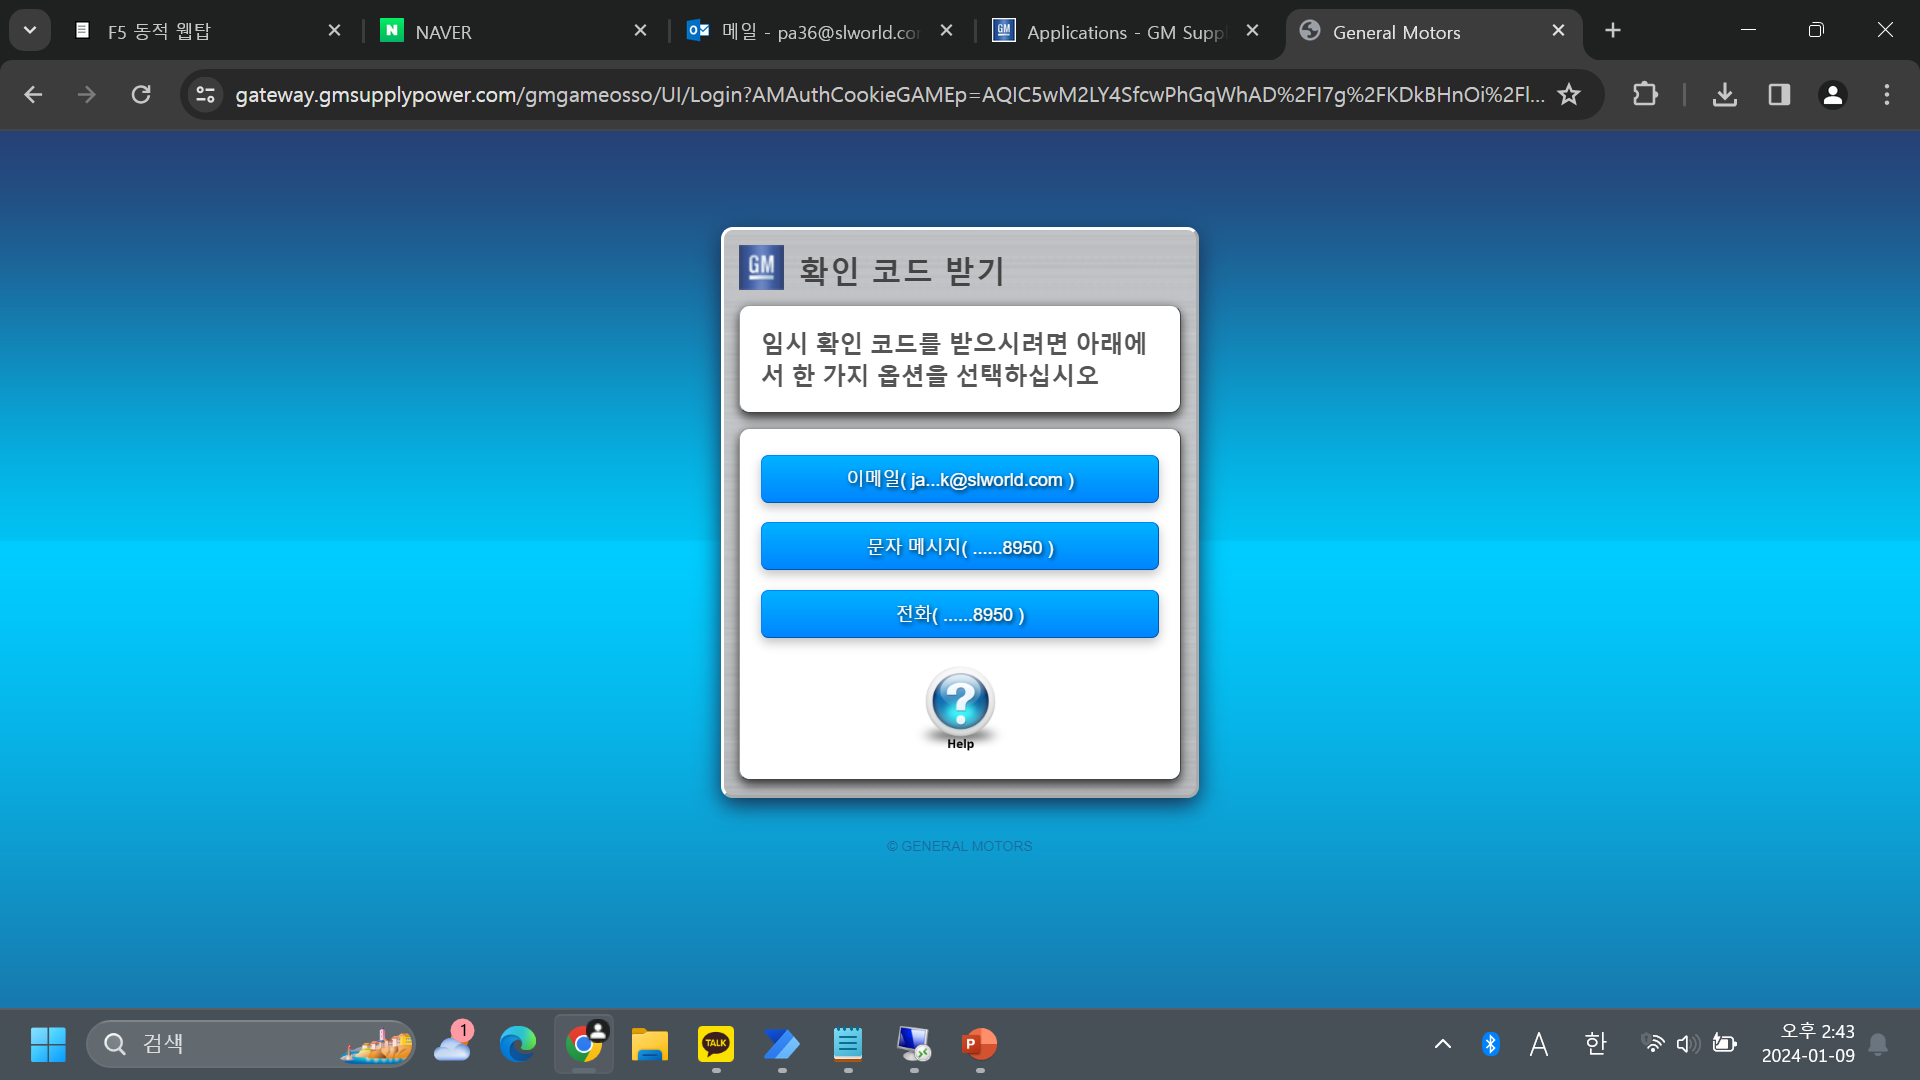 F5 동적 웹탑
NAVER
메일 - pa36@slworld.co
Applications - GM Supp
General Motors
gateway.gmsupplypower.com/gmgameosso/UI/Login?AMAuthCookieGAMEp=AQIC5wM2LY4SfcwPhGqWhAD%2FI7g%2FKDkBHnOi%2Fl...
GM
확인 코드 받기
임시 확인 코드를 받으시려면 아래에
서 한 가지 옵션을 선택하십시오
이메일( ja...k@slworld.com )
문자 메시지( ......8950 )
전화( ......8950 )
?
Help
© GENERAL MOTORS
검색
1
TALK
P
A
한
오후 2:43
2024-01-09